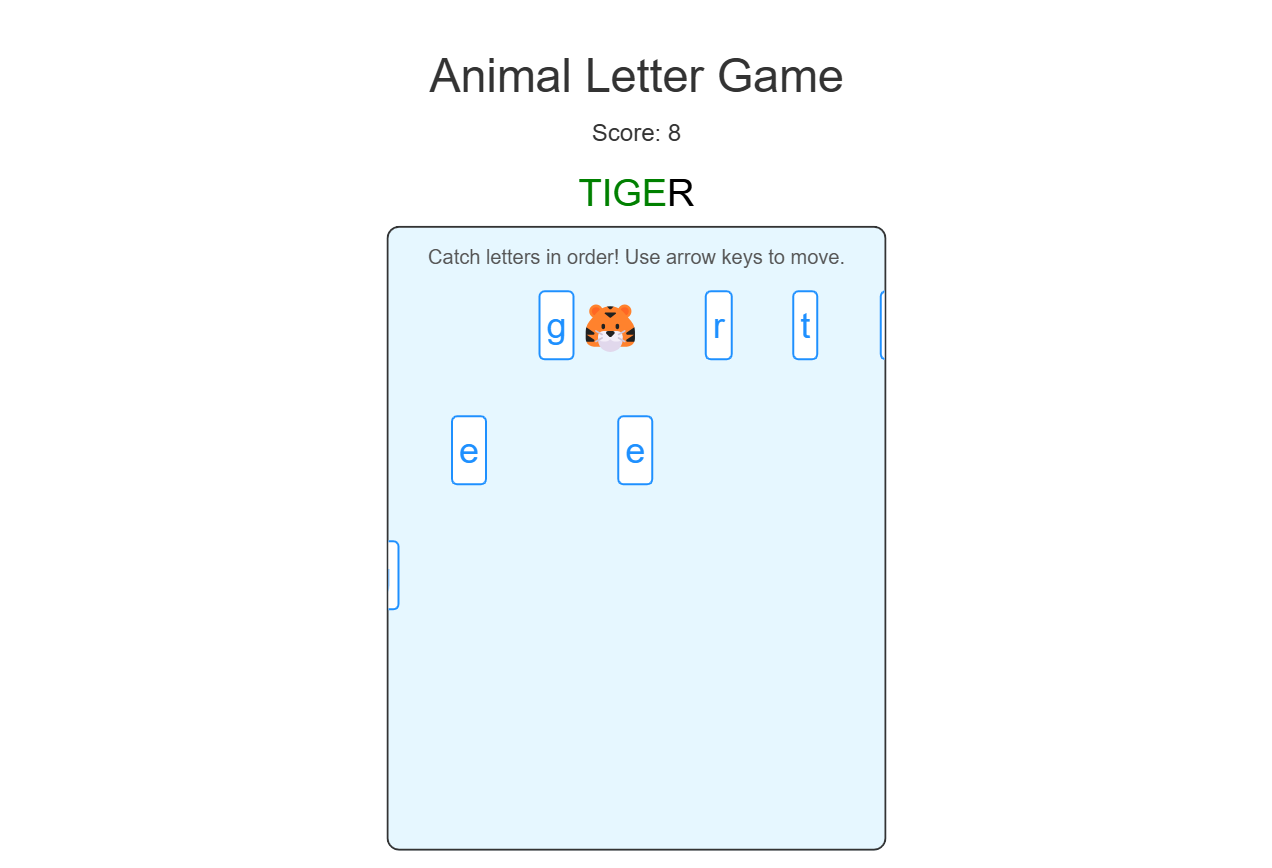 Animal Letter Game
Score: 8
TIGER
Catch letters in order! Use arrow keys to move.
g r t
e e